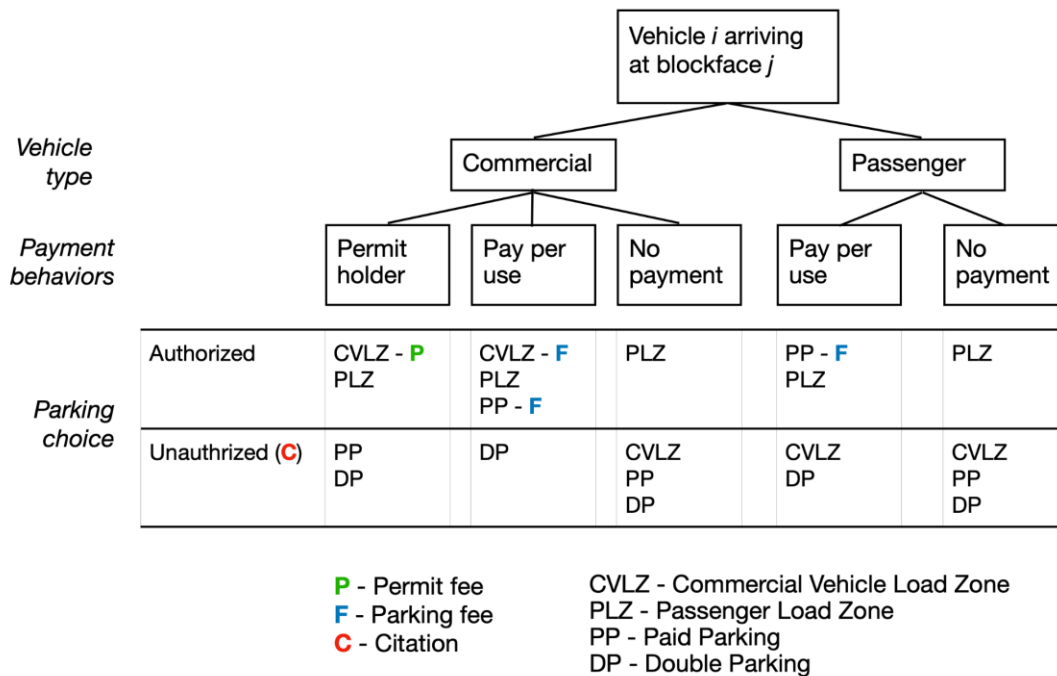 Vehicle i arriving
at blockface j
Vehicle
type
Commercial
Passenger
Payment
behaviors
Permit
holder
Pay per
use
No
payment
Pay per
use
No
payment
Parking
choice
Authorized
CVLZ - P
PLZ
CVLZ - F
PLZ
PP - F
PLZ
PP - F
PLZ
PLZ
Unauthrized (C)
PP
DP
DP
CVLZ
PP
DP
CVLZ
DP
CVLZ
PP
DP
P - Permit fee
F - Parking fee
C - Citation
CVLZ - Commercial Vehicle Load Zone
PLZ - Passenger Load Zone
PP - Paid Parking
DP - Double Parking